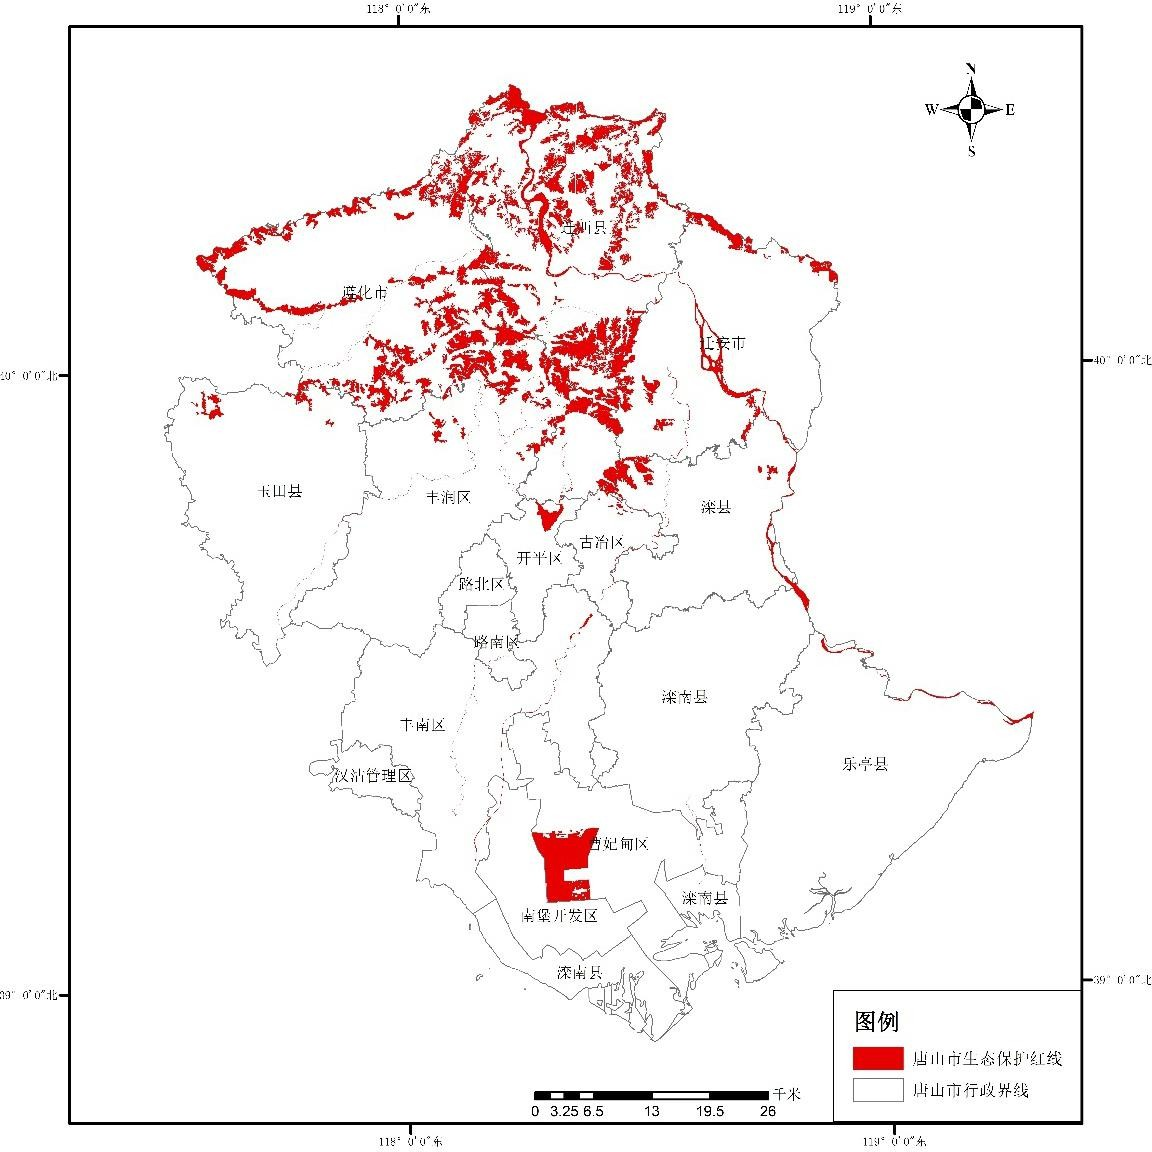 118° 0′0″东
119° 0′0″东
N
W
E
S
迁西县
遵化市
迁安市
40° 0′0″北
40° 0′0″北
玉田县
丰润区
滦县
古冶区
开平区
路北区
路南区
滦南县
丰南区
乐亭县
汉沽管理区
曹妃甸区
滦南县
南堡开发区
滦南县
39° 0′0″北
39° 0′0″北
图例
唐山市生态保护红线
唐山市行政界线
千米
0 3.25 6.5 13 19.5 26
118° 0′0″东
119° 0′0″东